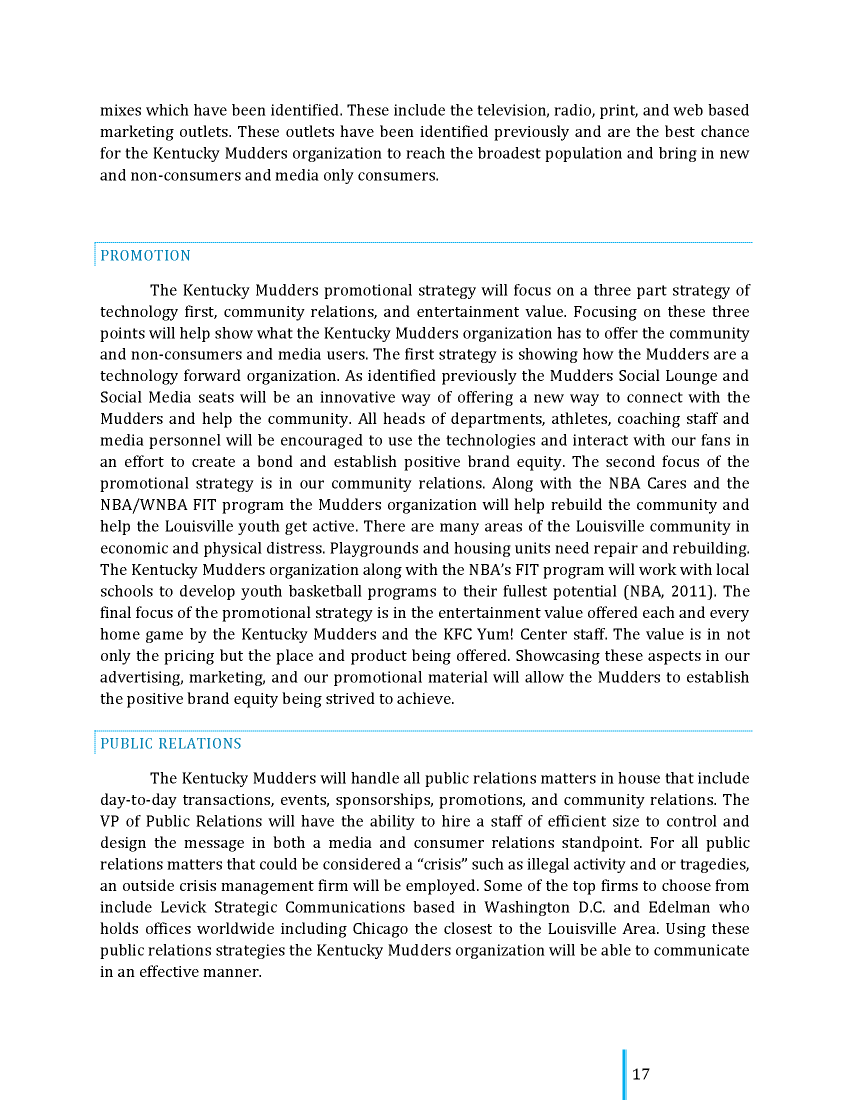 mixes which have been identified. These include the television, radio, print, and web based
marketing outlets. These outlets have been identified previously and are the best chance
for the Kentucky Mudders organization to reach the broadest population and bring in new
and non-consumers and media only consumers.
PROMOTION
The Kentucky Mudders promotional strategy will focus on a three part strategy of
technology first, community relations, and entertainment value. Focusing on these three
points will help show what the Kentucky Mudders organization has to offer the community
and non-consumers and media users. The first strategy is showing how the Mudders are a
technology forward organization. As identified previously the Mudders Social Lounge and
Social Media seats will be an innovative way of offering a new way to connect with the
Mudders and help the community. All heads of departments, athletes, coaching staff and
media personnel will be encouraged to use the technologies and interact with our fans in
an effort to create a bond and establish positive brand equity. The second focus of the
promotional strategy is in our community relations. Along with the NBA Cares and the
NBA/WNBA FIT program the Mudders organization will help rebuild the community and
help the Louisville youth get active. There are many areas of the Louisville community in
economic and physical distress. Playgrounds and housing units need repair and rebuilding.
The Kentucky Mudders organization along with the NBA’s FIT program will work with local
schools to develop youth basketball programs to their fullest potential (NBA, 2011). The
final focus of the promotional strategy is in the entertainment value offered each and every
home game by the Kentucky Mudders and the KFC Yum! Center staff. The value is in not
only the pricing but the place and product being offered. Showcasing these aspects in our
advertising, marketing, and our promotional material will allow the Mudders to establish
the positive brand equity being strived to achieve.
PUBLIC RELATIONS
The Kentucky Mudders will handle all public relations matters in house that include
day-to-day transactions, events, sponsorships, promotions, and community relations. The
VP of Public Relations will have the ability to hire a staff of efficient size to control and
design the message in both a media and consumer relations standpoint. For all public
relations matters that could be considered a “crisis” such as illegal activity and or tragedies,
an outside crisis management firm will be employed. Some of the top firms to choose from
include Levick Strategic Communications based in Washington D.C. and Edelman who
holds offices worldwide including Chicago the closest to the Louisville Area. Using these
public relations strategies the Kentucky Mudders organization will be able to communicate
in an effective manner.
17